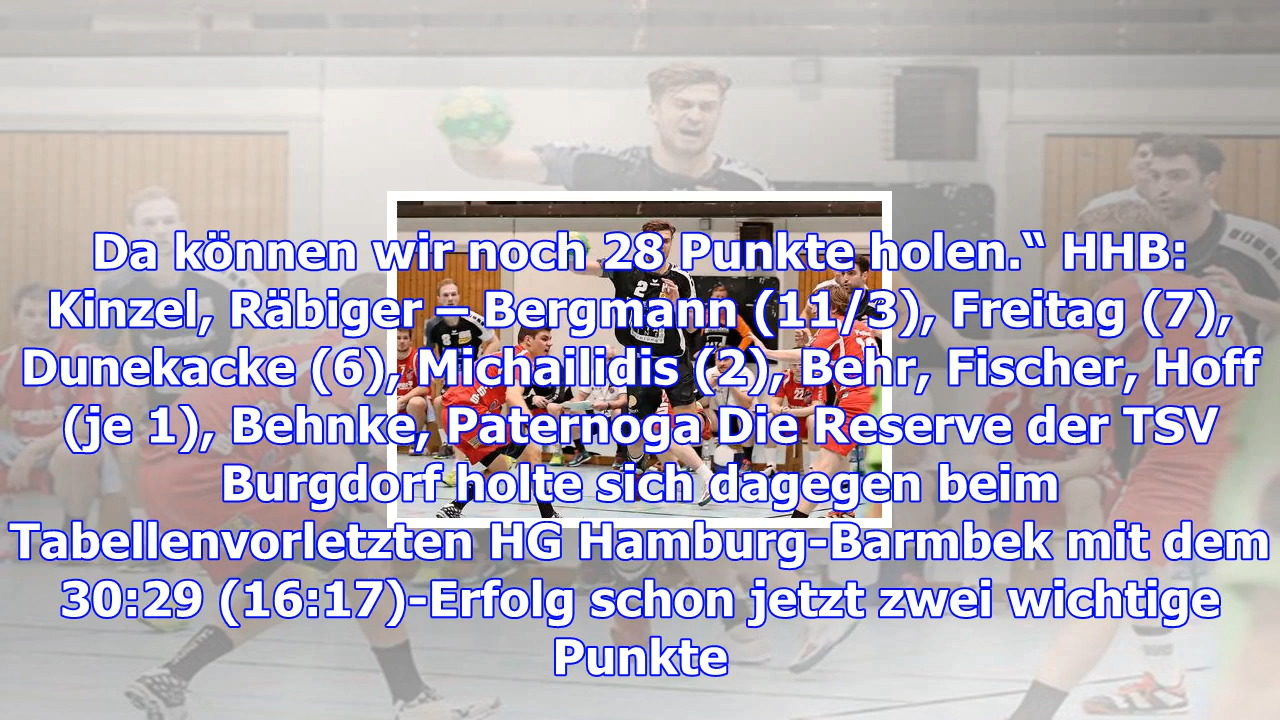 Da können wir noch 28 Punkte holen.“ HHB:
Kinzel, Räbiger – Bergmann (11/3), Freitag (7),
Dunekacke (6), Michailidis (2), Behr, Fischer, Hoff
(je 1), Behnke, Paternoga Die Reserve der TSV
Burgdorf holte sich dagegen beim
Tabellenvorletzten HG Hamburg-Barmbek mit dem
30:29 (16:17)-Erfolg schon jetzt zwei wichtige
Punkte